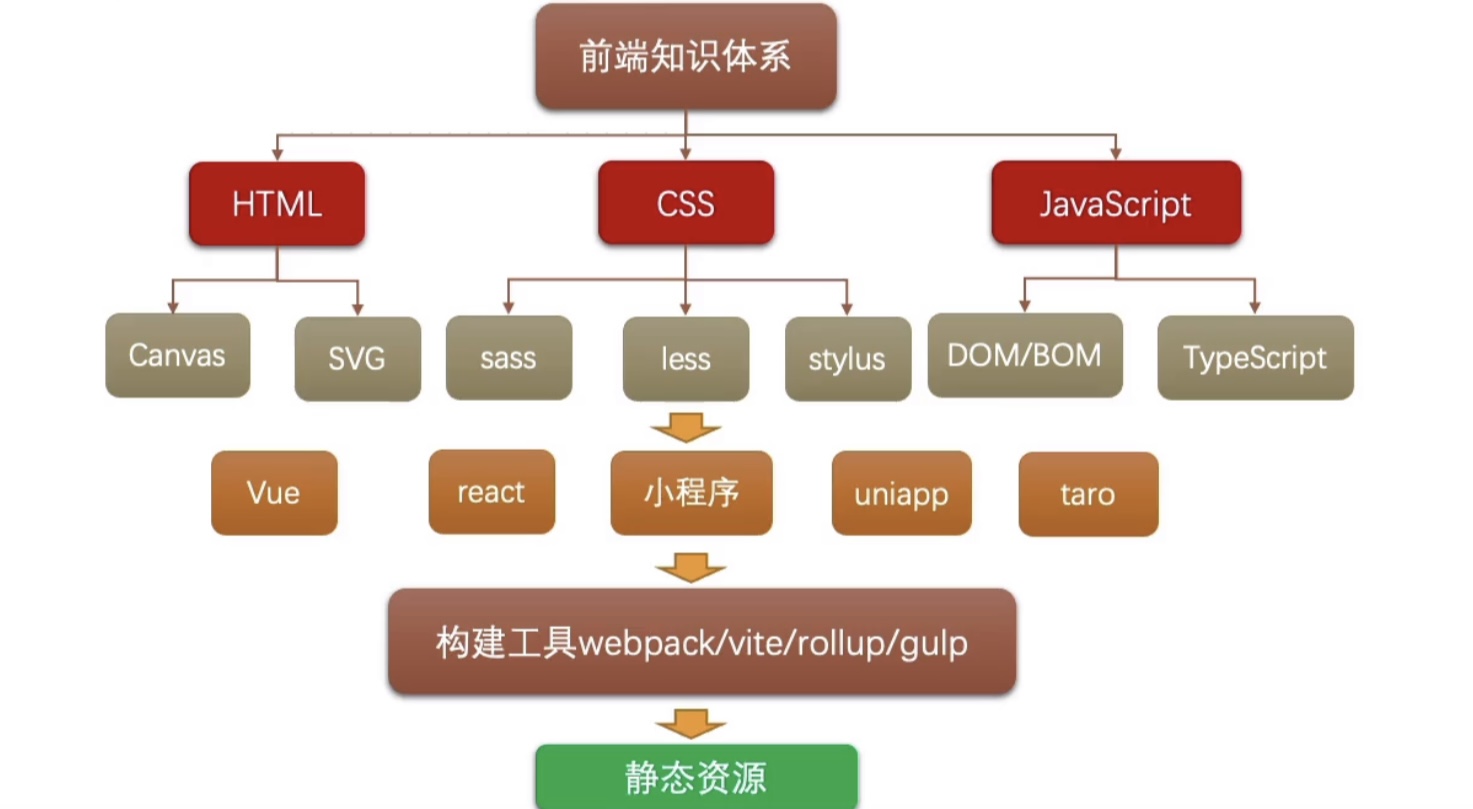 前端知识体系
HTML
CSS
JavaScript
Canvas
SVG
sass
less
stylus
DOM/BOM
TypeScript
Vue
react
小程序
uniapp
taro
构建工具webpack/vite/rollup/gulp
静态资源